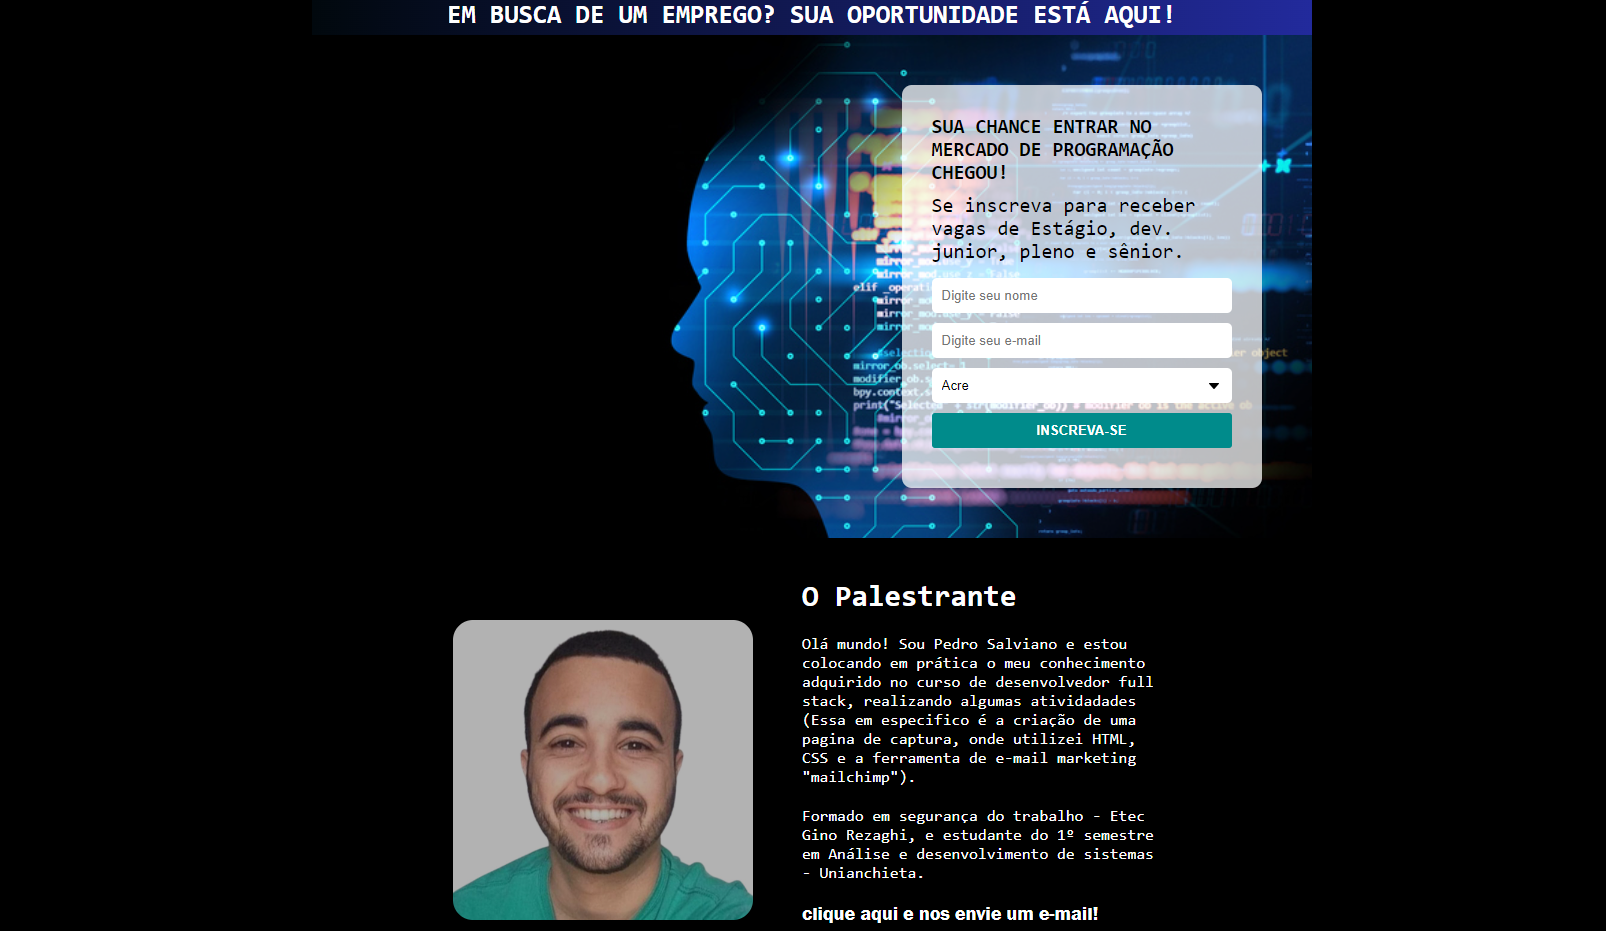 EM BUSCA DE UM EMPREGO? SUA OPORTUNIDADE ESTÁ AQUI!
SUA CHANCE ENTRAR NO
MERCADO DE PROGRAMAÇÃO
CHEGOU!
Se inscreva para receber
vagas de Estágio, dev.
junior, pleno e sênior.
Digite seu nome
Digite seu e-mail
Acre
INSCREVA-SE
O Palestrante
Olá mundo! Sou Pedro Salviano e estou
colocando em prática o meu conhecimento
adquirido no curso de desenvolvedor full
stack, realizando algumas atividadades
(Essa em especifico é a criação de uma
pagina de captura, onde utilizei HTML,
CSS e a ferramenta de e-mail marketing
"mailchimp").
Formado em segurança do trabalho - Etec
Gino Rezaghi, e estudante do 1º semestre
em Análise e desenvolvimento de sistemas
- Unianchieta.
clique aqui e nos envie um e-mail!